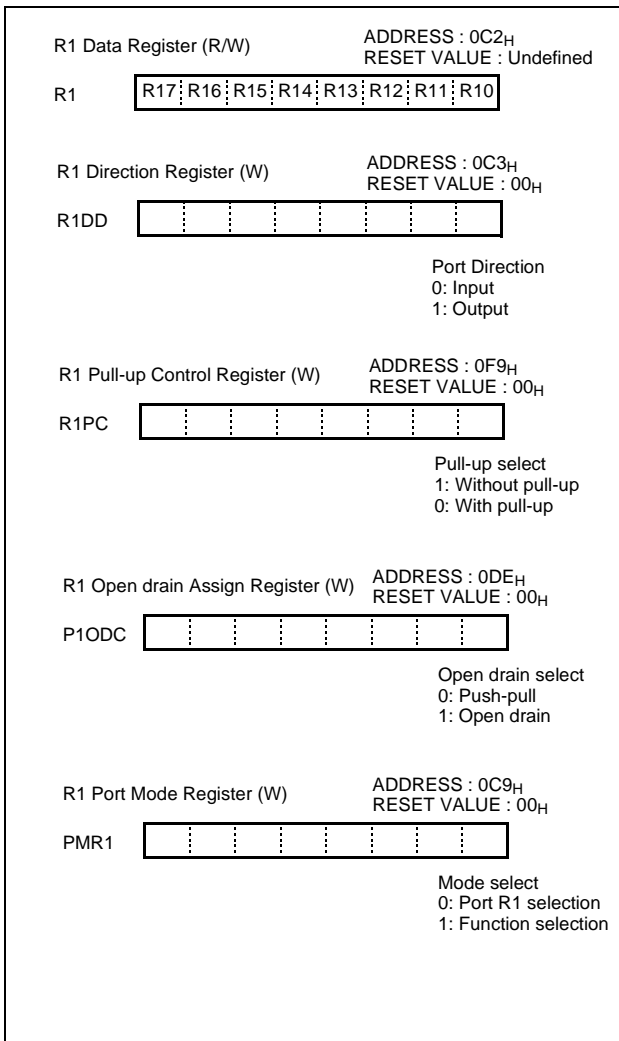 R1 Data Register (R/W)
ADDRESS : 0C2H
RESET VALUE : Undefined
R1
R17 R16 R15 R14 R13 R12 R11 R10
R1 Direction Register (W)
ADDRESS : 0C3H
RESET VALUE : 00H
R1DD
Port Direction
0: Input
1: Output
R1 Pull-up Control Register (W)
ADDRESS : 0F9H
RESET VALUE : 00H
R1PC
Pull-up select
1: Without pull-up
0: With pull-up
R1 Open drain Assign Register (W)
ADDRESS : 0DEH
RESET VALUE : 00H
P1ODC
Open drain select
0: Push-pull
1: Open drain
R1 Port Mode Register (W)
ADDRESS : 0C9H
RESET VALUE : 00H
PMR1
Mode select
0: Port R1 selection
1: Function selection